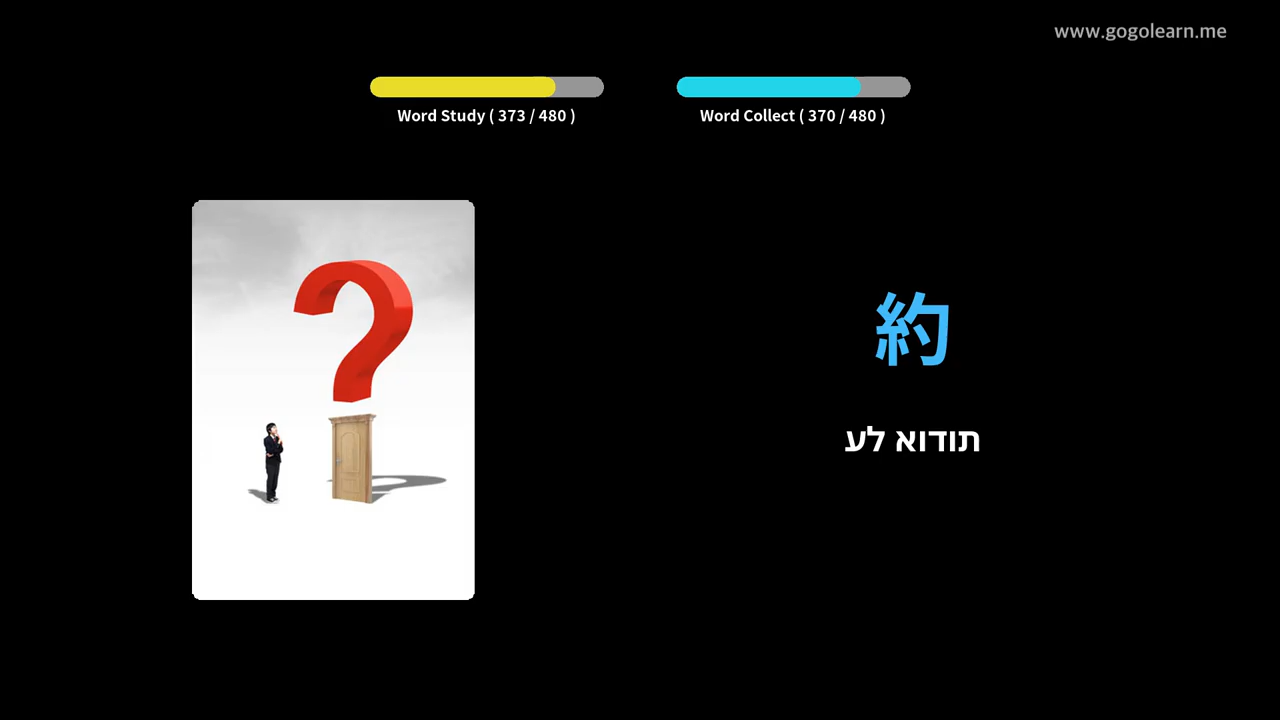 www.gogolearn.me
Word Study ( 373 / 480 )
Word Collect ( 370 / 480 )
約
תודוא לע